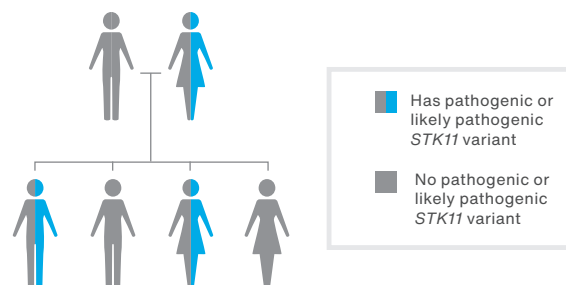 Has pathogenic or
likely pathogenic
STK11 variant
No pathogenic or
likely pathogenic
STK11 variant